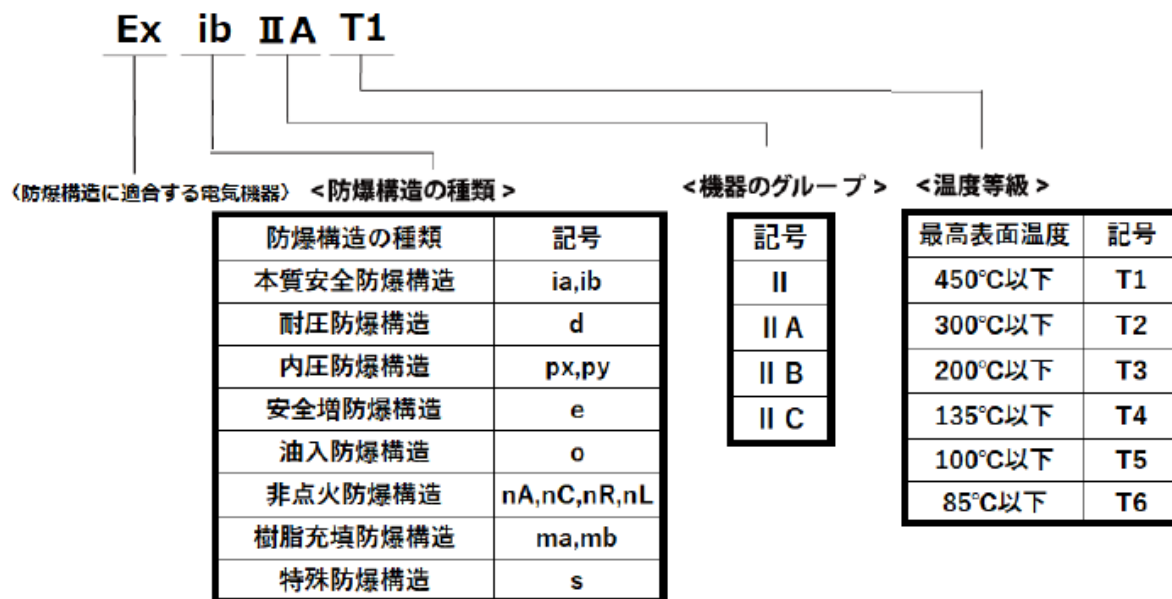 Ex ib ⅡA T1
〈防爆構造に適合する電気機器〉 <防爆構造の種類> <機器のグループ> <温度等級>
防爆構造の種類 記号
本質安全防爆構造 ia,ib
耐圧防爆構造 d
内圧防爆構造 px,py
安全増防爆構造 e
油入防爆構造 o
非点火防爆構造 nA,nC,nR,nL
樹脂充填防爆構造 ma,mb
特殊防爆構造 s
記号
II
II A
II B
II C
最高表面温度 記号
450℃以下 T1
300℃以下 T2
200℃以下 T3
135℃以下 T4
100℃以下 T5
85℃以下 T6